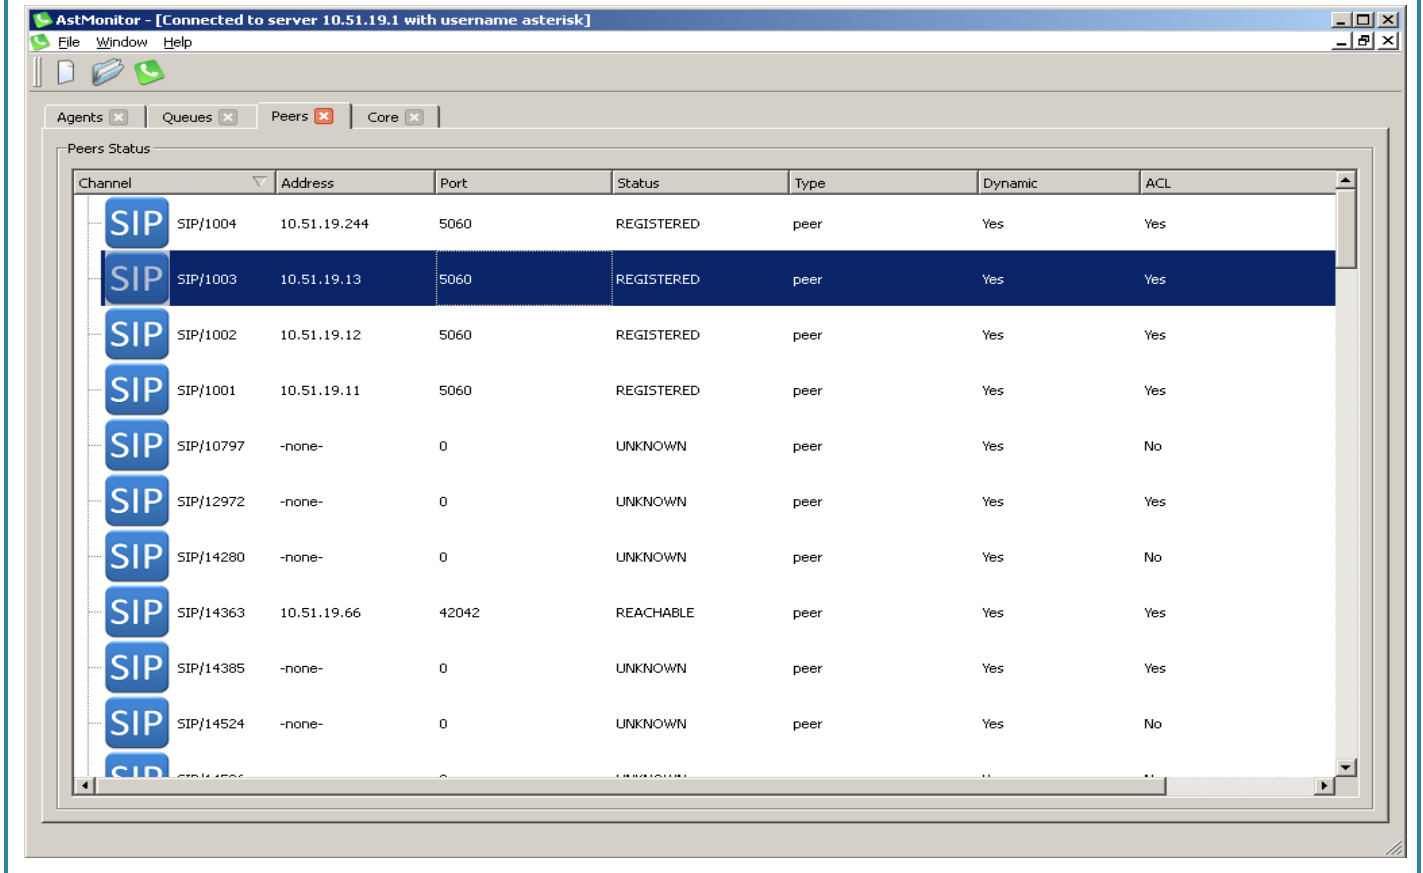 AstMonitor - [Connected to server 10.51.19.1 with username asterisk]
File Window Help
Agents Queues Peers Core
Peers Status
Channel Address Port Status Type Dynamic ACL
SIP SIP/1004 10.51.19.244 5060 REGISTERED peer Yes Yes
SIP SIP/1003 10.51.19.13 5060 REGISTERED peer Yes Yes
SIP SIP/1002 10.51.19.12 5060 REGISTERED peer Yes Yes
SIP SIP/1001 10.51.19.11 5060 REGISTERED peer Yes Yes
SIP SIP/10797 -none- 0 UNKNOWN peer Yes No
SIP SIP/12972 -none- 0 UNKNOWN peer Yes Yes
SIP SIP/14280 -none- 0 UNKNOWN peer Yes No
SIP SIP/14363 10.51.19.66 42042 REACHABLE peer Yes Yes
SIP SIP/14385 -none- 0 UNKNOWN peer Yes Yes
SIP SIP/14524 -none- 0 UNKNOWN peer Yes No
SIP